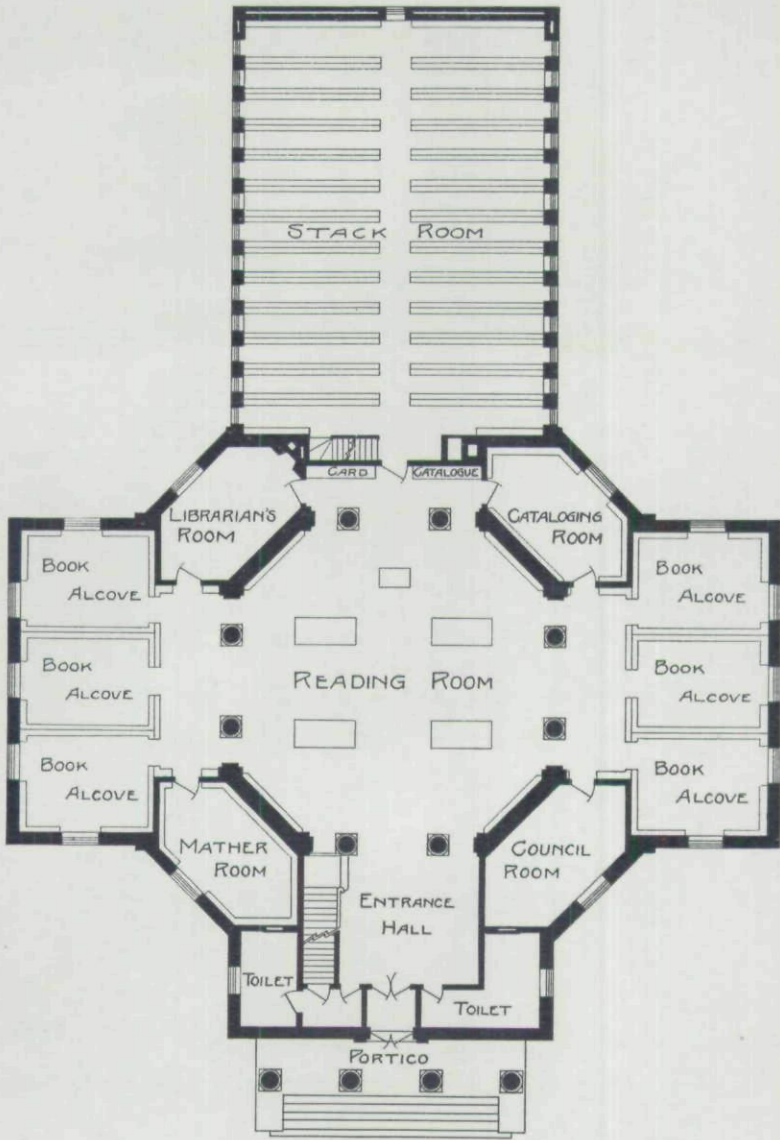 STACK ROOM
CARD
CATALOGUE
LIBRARIAN'S
ROOM
CATALOGING
ROOM
BOOK
ALCOVE
BOOK
ALCOVE
BOOK
ALCOVE
BOOK
ALCOVE
READING ROOM
BOOK
ALCOVE
BOOK
ALCOVE
MATHER
ROOM
COUNCIL
ROOM
ENTRANCE
HALL
TOILET
TOILET
PORTICO